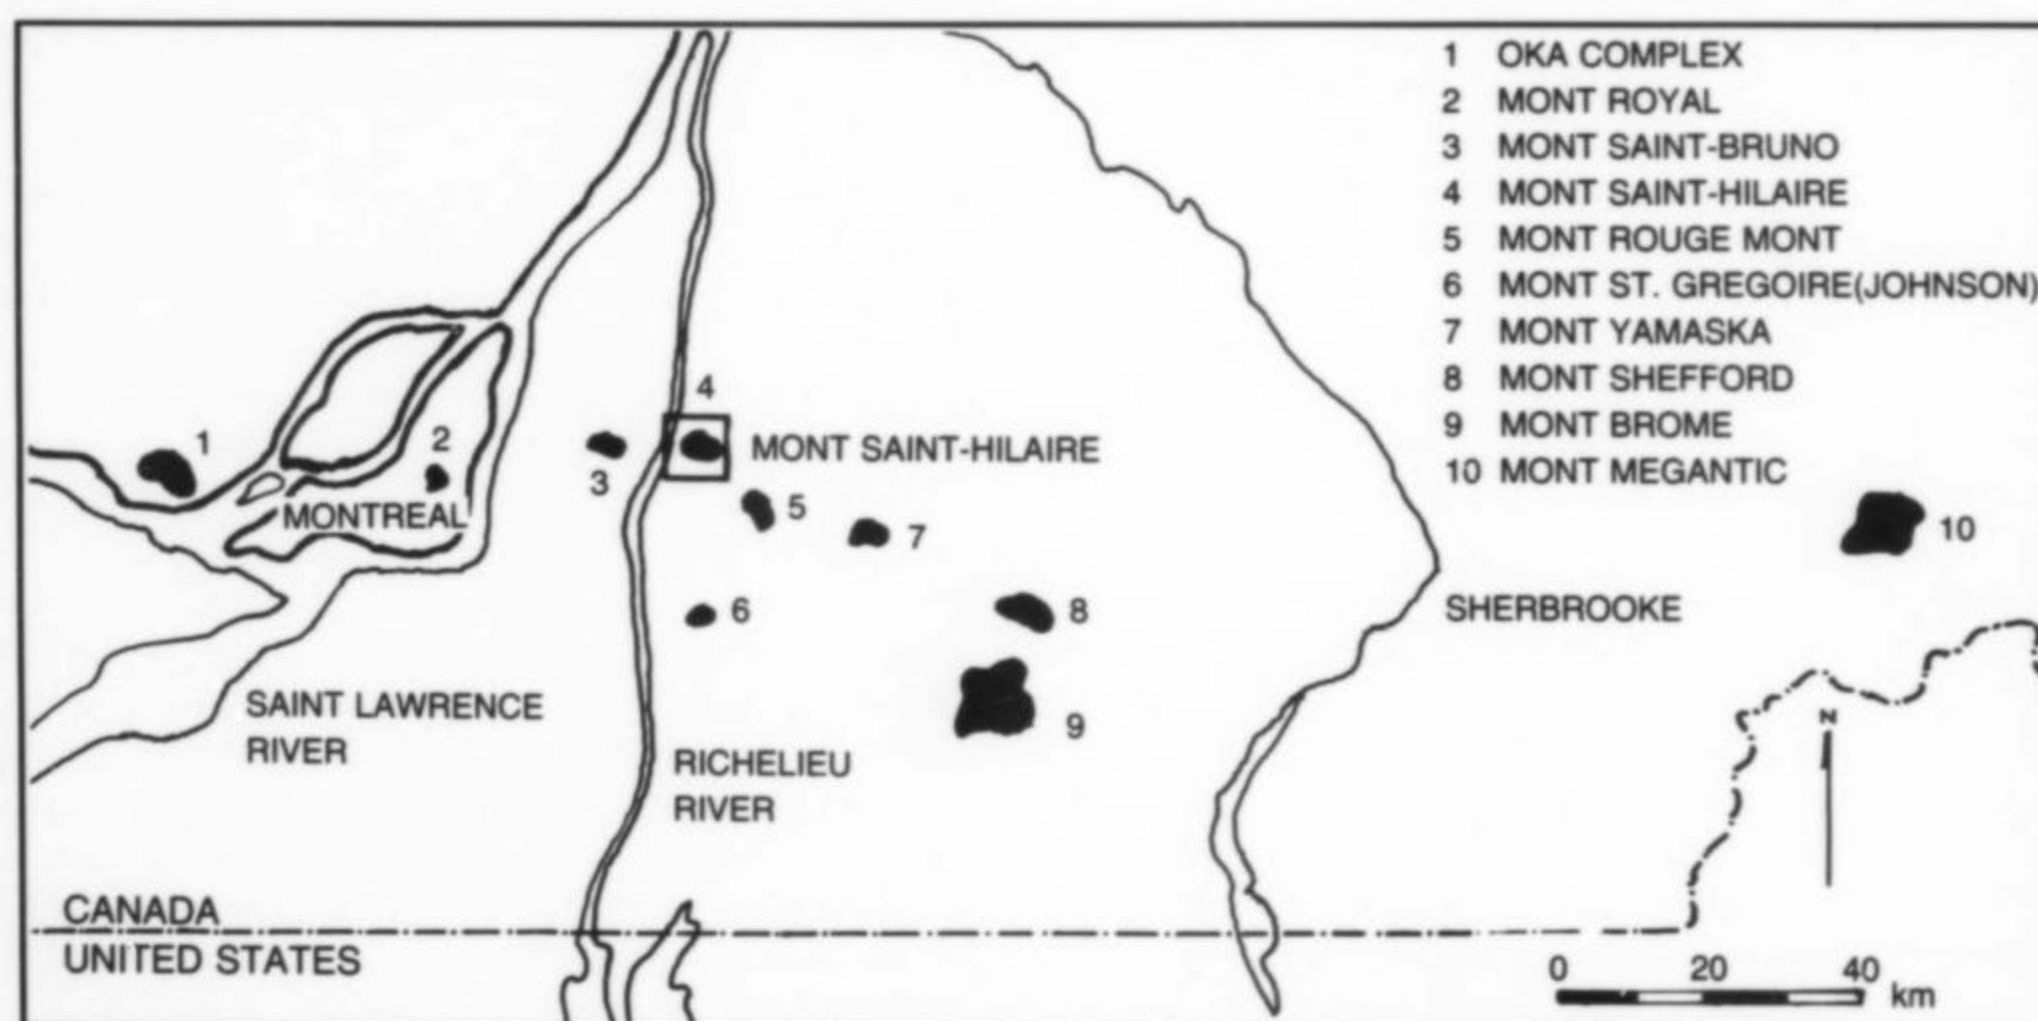 1 OKA COMPLEX
2 MONT ROYAL
3 MONT SAINT-BRUNO
4 MONT SAINT-HILAIRE
5 MONT ROUGE MONT
6 MONT ST. GREGOIRE(JOHNSON)
7 MONT YAMASKA
8 MONT SHEFFORD
9 MONT BROME
10 MONT MEGANTIC
4
1
2
MONT SAINT-HILAIRE
3
MONTREAL
5
7
10
6
8
SHERBROOKE
SAINT LAWRENCE
RIVER
9
N
RICHELIEU
RIVER
CANADA
UNITED STATES
0 20 40
km